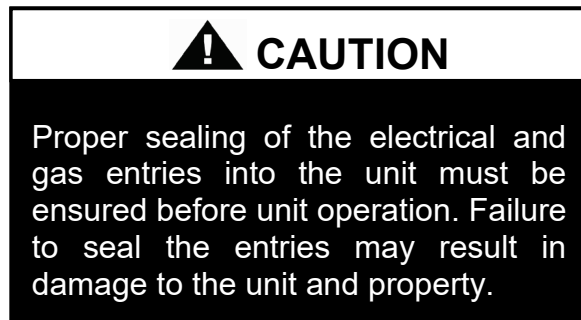 CAUTION
Proper sealing of the electrical and
gas entries into the unit must be
ensured before unit operation. Failure
to seal the entries may result in
damage to the unit and property.